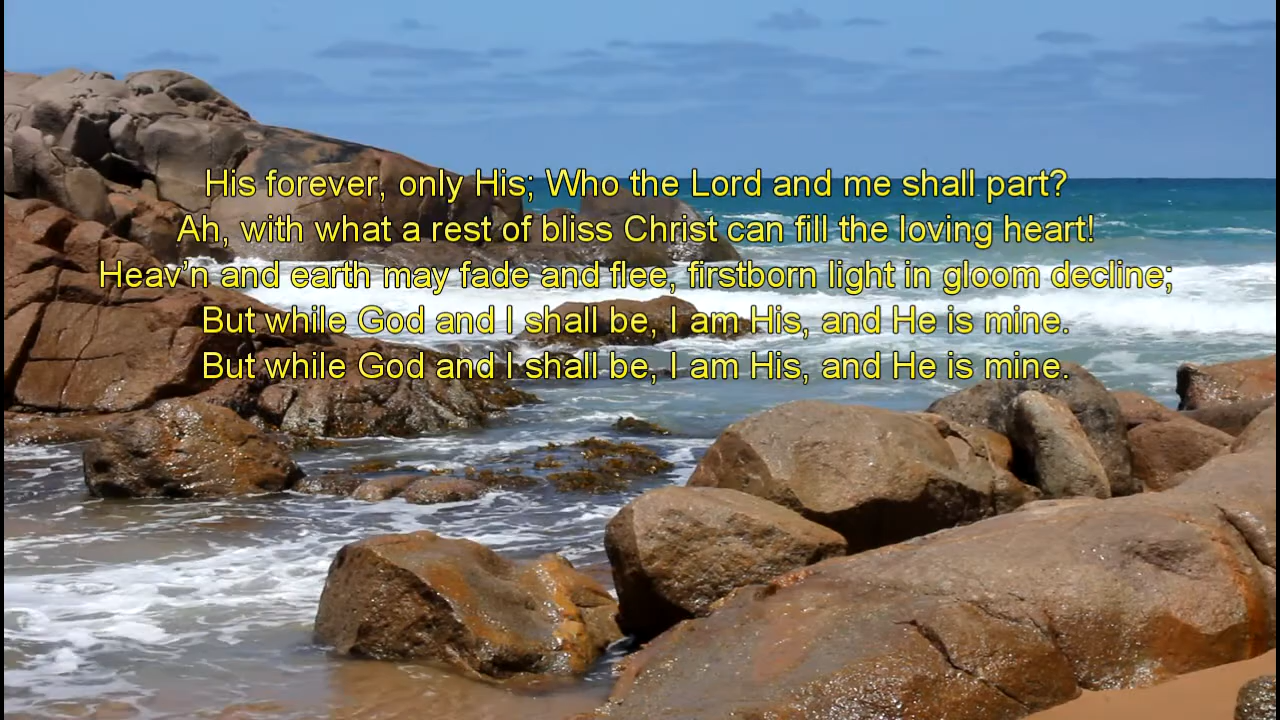 His forever, only His; Who the Lord and me shall part?
Ah, with what a rest of bliss Christ can fill the loving heart!
Heav’n and earth may fade and flee, firstborn light in gloom decline;
But while God and I shall be, I am His, and He is mine.
But while God and I shall be, I am His, and He is mine.